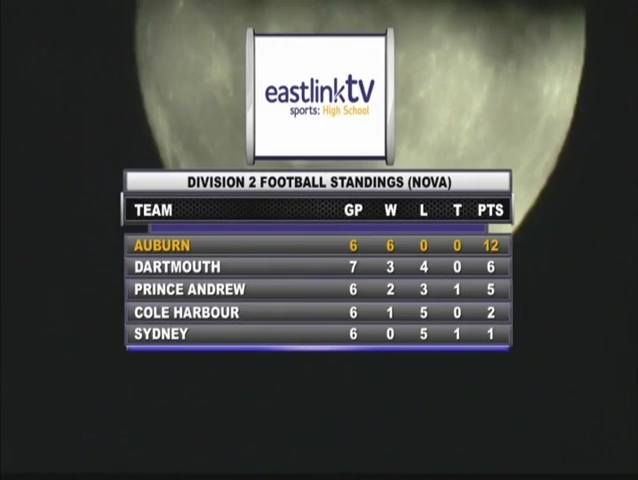 eastlinktv
sports: High School
DIVISION 2 FOOTBALL STANDINGS (NOVA)
TEAM GP W L T PTS
AUBURN 6 6 0 0 12
DARTMOUTH 7 3 4 0 6
PRINCE ANDREW 6 2 3 1 5
COLE HARBOUR 6 1 5 0 2
SYDNEY 6 0 5 1 1